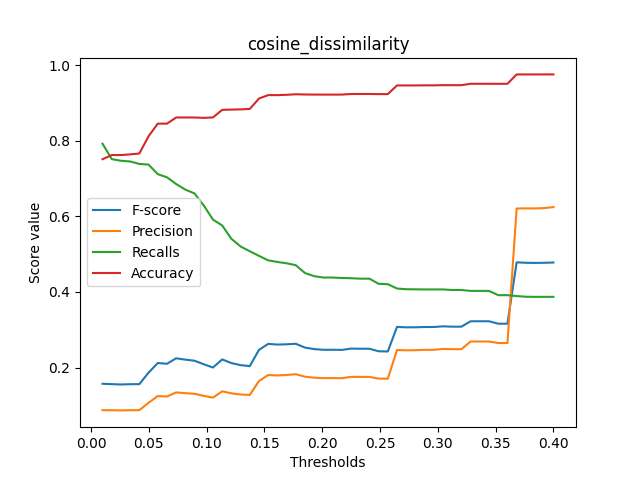 cosine_dissimilarity
1.0
0.8
0.6
0.4
0.2
Score value
F-score
Precision
Recalls
Accuracy
0.00 0.05 0.10 0.15 0.20 0.25 0.30 0.35 0.40
Thresholds